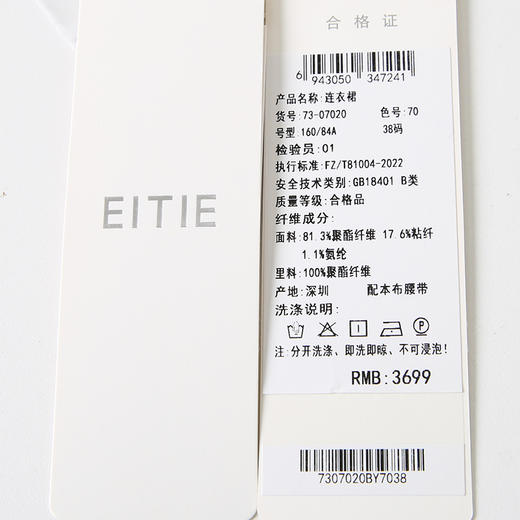 EITIE
合格证
6 943050 347241
产品名称:连衣裙
货号:73-07020 色号:70
号型:160/84A 38码
检验员:01
执行标准:FZ/T81004-2022
安全技术类别:GB18401 B类
质量等级:合格品
纤维成分:
面料:81.3%聚酯纤维 17.6%粘纤
1.1%氨纶
里料:100%聚酯纤维
产地:深圳 配本布腰带
洗涤说明:
P
注:分开洗涤、即洗即晾、不可浸泡!
RMB:3699
7307020BY7038